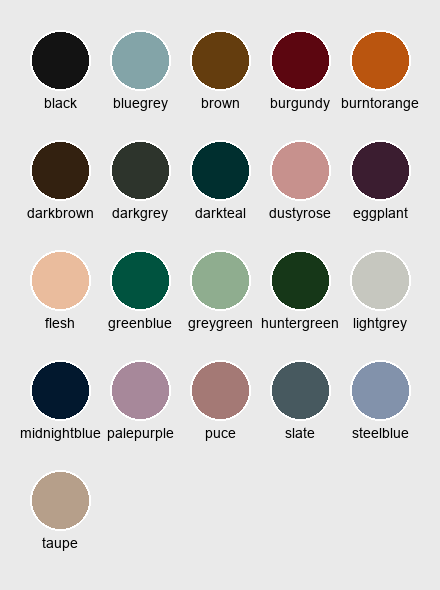 black bluegrey brown burgundy burntorange
darkbrown darkgrey darkteal dustyrose eggplant
flesh greenblue greygreen huntergreen lightgrey
midnightblue palepurple puce slate steelblue
taupe